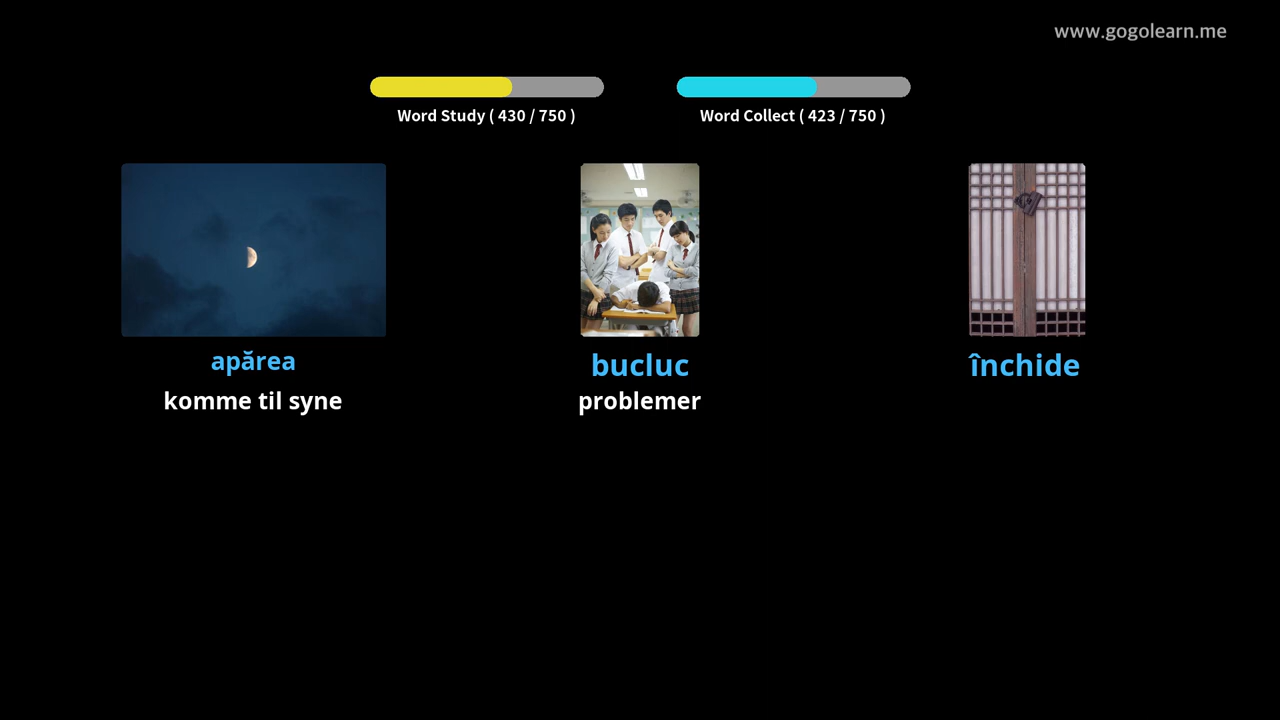 www.gogolearn.me
Word Study ( 430 / 750 )
Word Collect ( 423 / 750 )
apărea
komme til syne
bucluc
problemer
închide